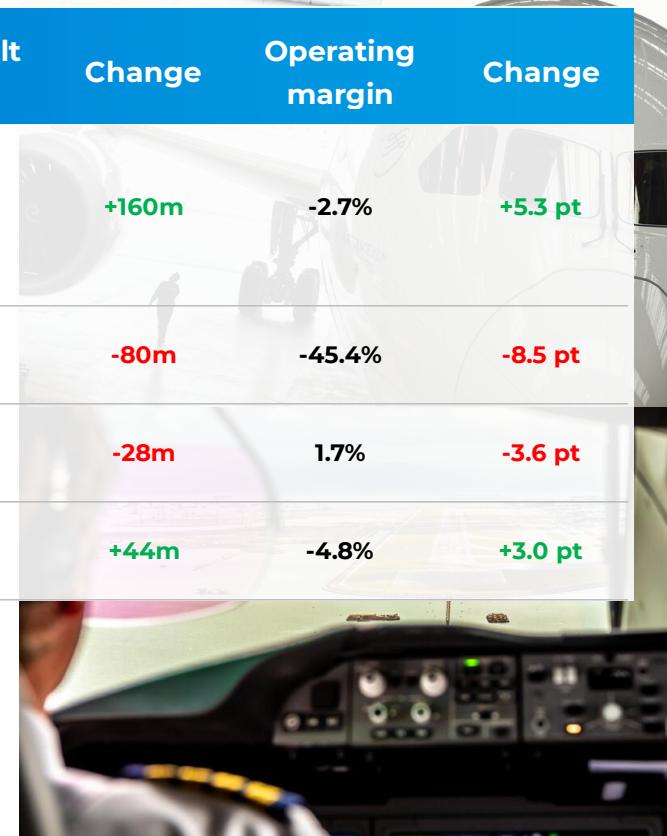 lt
Change
Operating
margin
Change
+160m -2.7% +5.3 pt
-80m -45.4% -8.5 pt
-28m 1.7% -3.6 pt
+44m -4.8% +3.0 pt